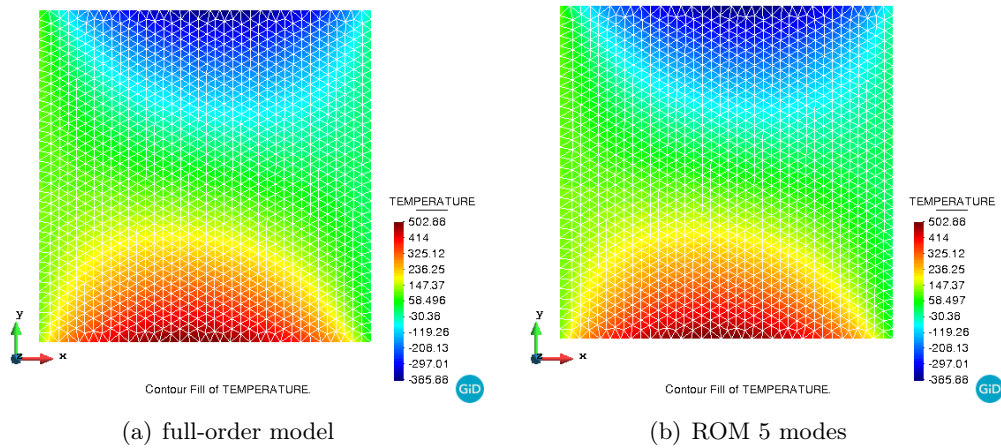 TEMPERATURE
502.88
414
325.12
236.25
147.37
58.496
-30.38
-119.26
-208.13
-297.01
-385.88
y
z
x
Contour Fill of TEMPERATURE.
GiD
(a) full-order model
TEMPERATURE
502.88
414
325.12
236.25
147.37
58.496
-30.38
-119.26
-208.13
-297.01
-385.88
y
z
x
Contour Fill of TEMPERATURE.
GiD
(b) ROM 5 modes